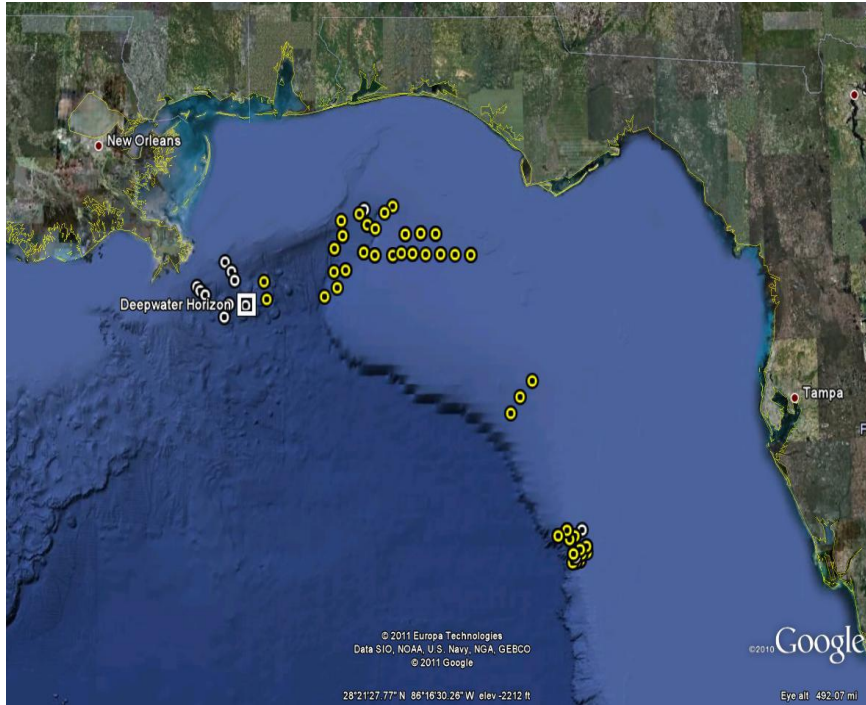 New Orleans
Deepwater Horizon
Tampa
© 2011 Europa Technologies
Data SIO, NOAA, U.S. Navy, NGA, GEBCO
© 2011 Google
©2010 Google
28°21'27.77" N 86°16'30.26" W elev -2212 ft
Eye alt 492.07 mi